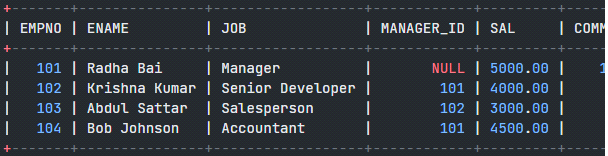 | EMPNO | ENAME | JOB | MANAGER_ID | SAL | COMM
| 101 | Radha Bai | Manager | NULL | 5000.00 | 1
| 102 | Krishna Kumar | Senior Developer | 101 | 4000.00 |
| 103 | Abdul Sattar | Salesperson | 102 | 3000.00 |
| 104 | Bob Johnson | Accountant | 101 | 4500.00 |